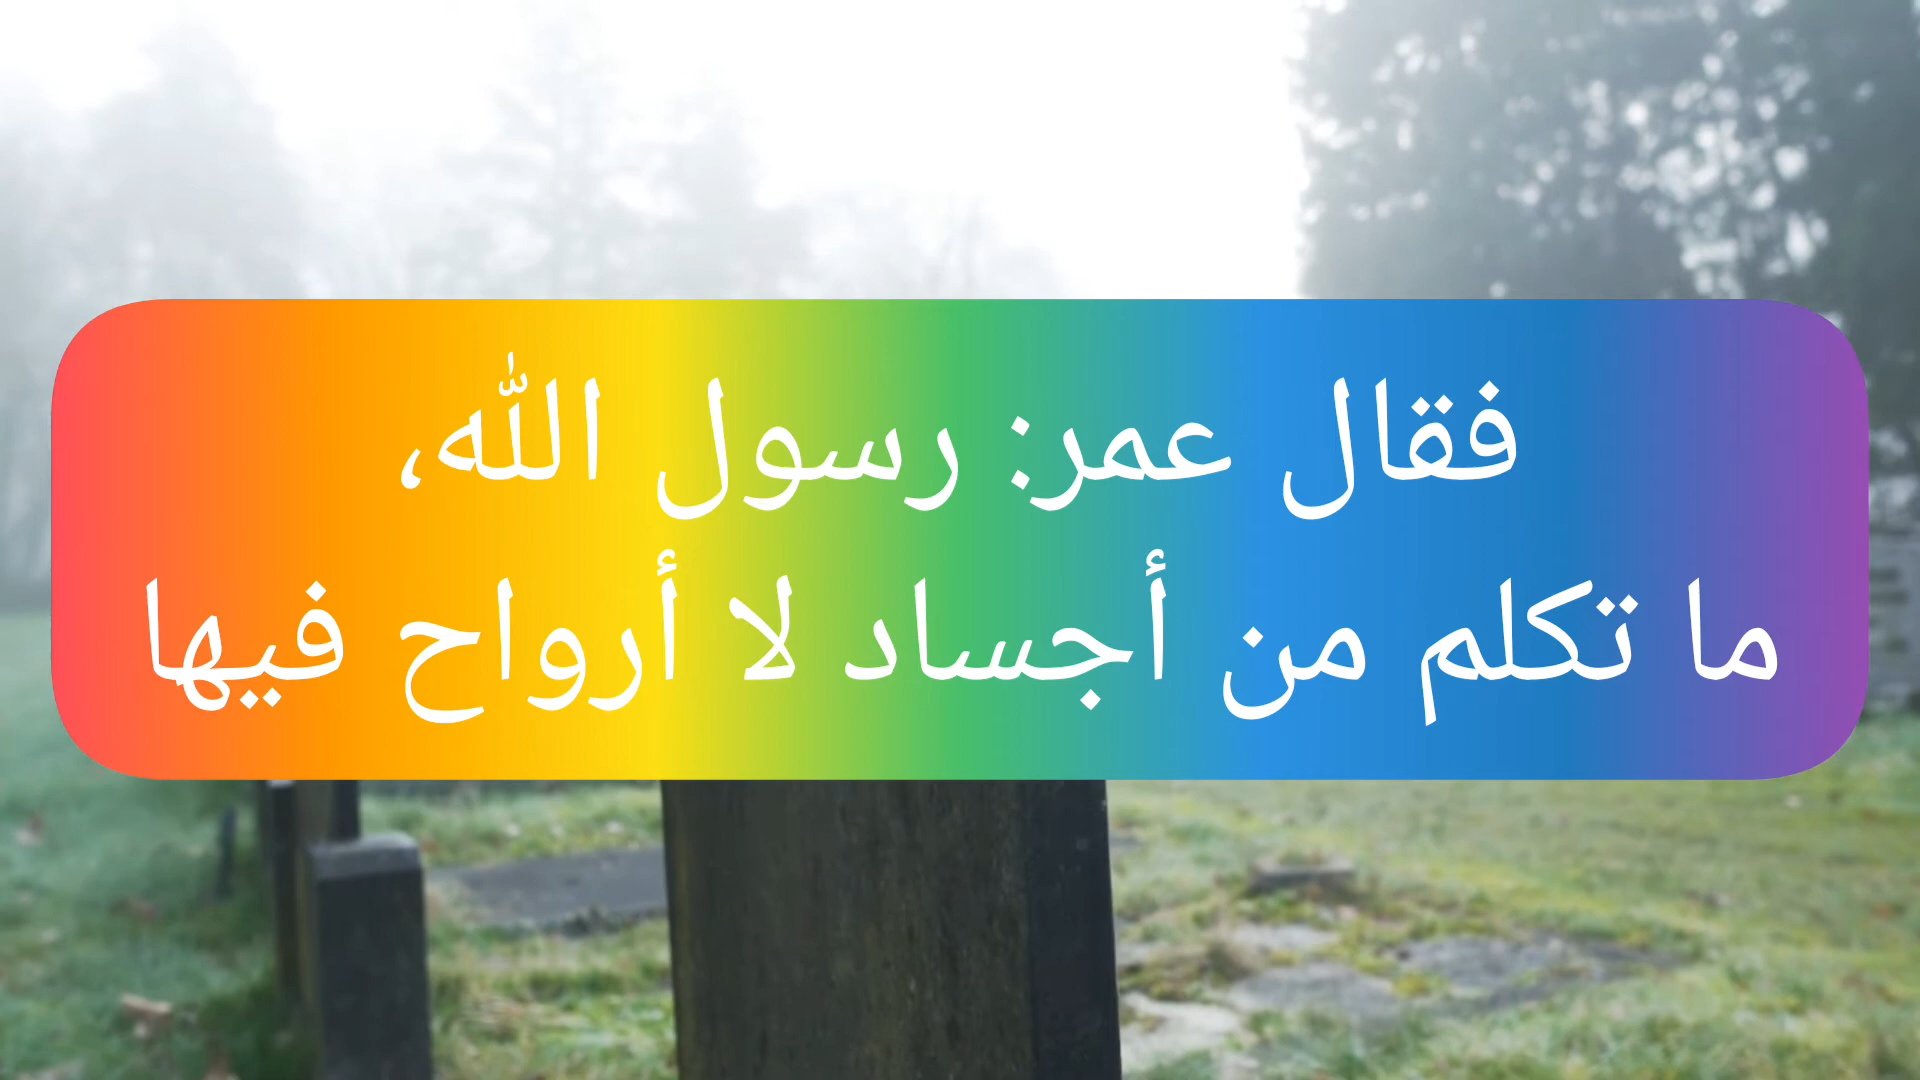 فقال عمر: رسول الله،
ما تكلم من أجساد لا أرواح فيها